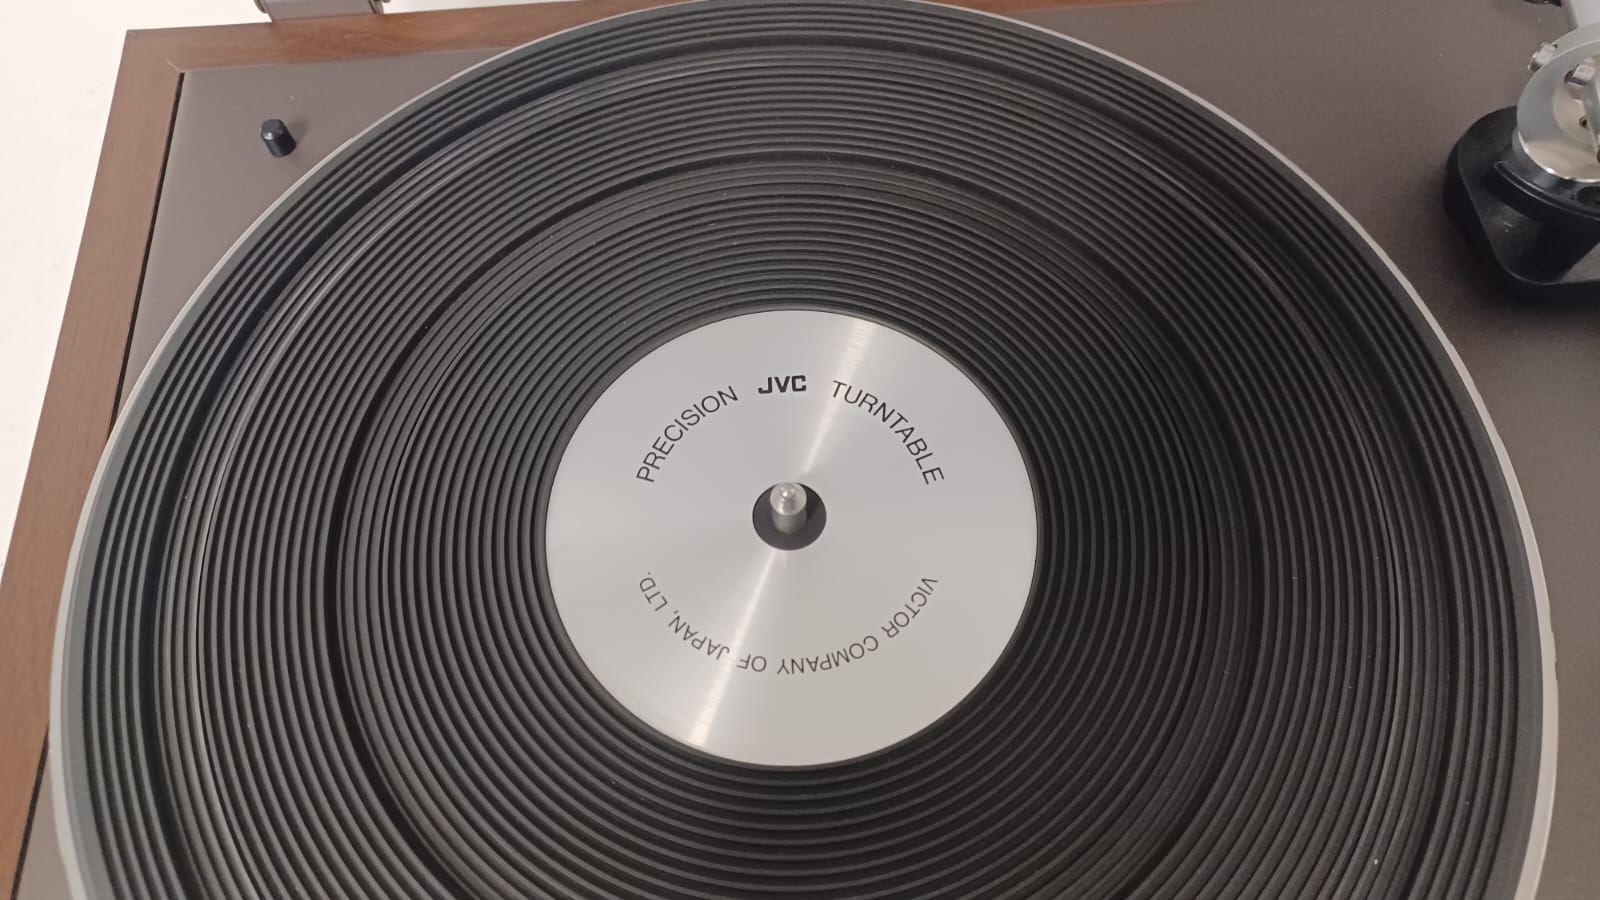 PRECISION JVC TURNTABLE
VICTOR COMPANY OF JAPAN, LTD.